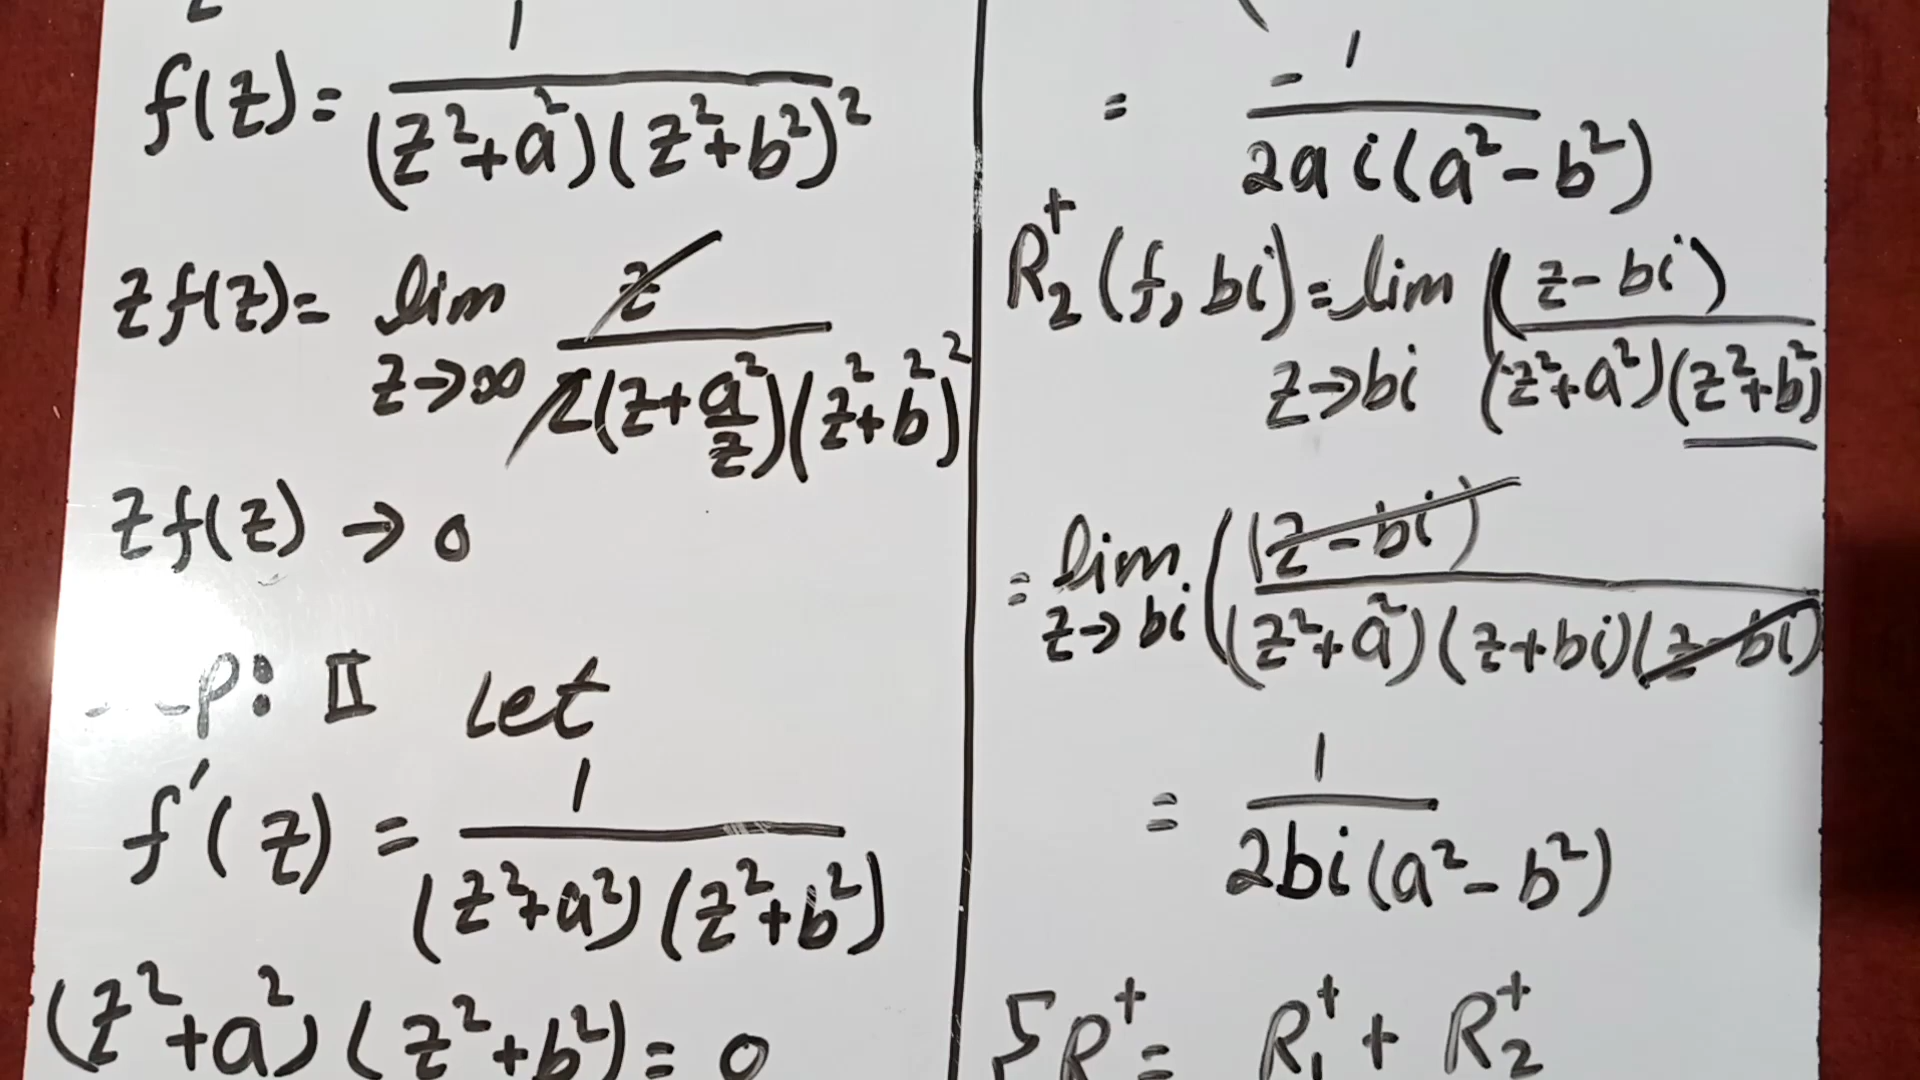 f(z) = 1 / (z²+a²)(z²+b²)²
zf(z) = lim z→∞ z / z(z+a²/z)(z²+b²)²
zf(z) → 0
p: II Let
f'(z) = 1 / (z²+a²)(z²+b²)
(z²+a²)(z²+b²) = 0
= -1 / 2ai(a²-b²)
R₂⁺(f, bi) = lim z→bi ((z-bi) / (z²+a²)(z²+b²)
= lim z→bi ((z-bi) / (z²+a²)(z+bi)(z-bi)
= 1 / 2bi(a²-b²)
ΣR⁺ = R₁⁺ + R₂⁺